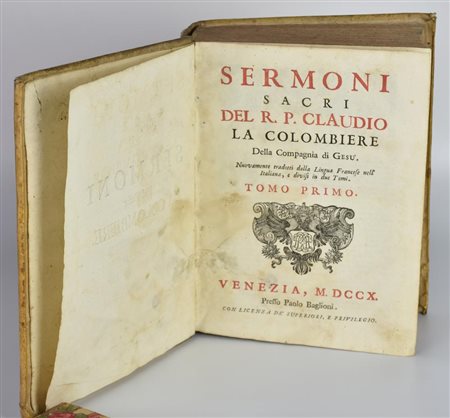 SERMONI
SACRI
DEL R. P. CLAUDIO
LA COLOMBIERE
Della Compagnia di GESU',
Nuovamente tradotti dalla Lingua Francese nell'
Italiana, e divisi in due Tomi.
TOMO PRIMO.
VENEZIA, M. DCCX.
Presso Paolo Baglioni.
CON LICENZA DE' SUPERIORI, E PRIVILEGIO.